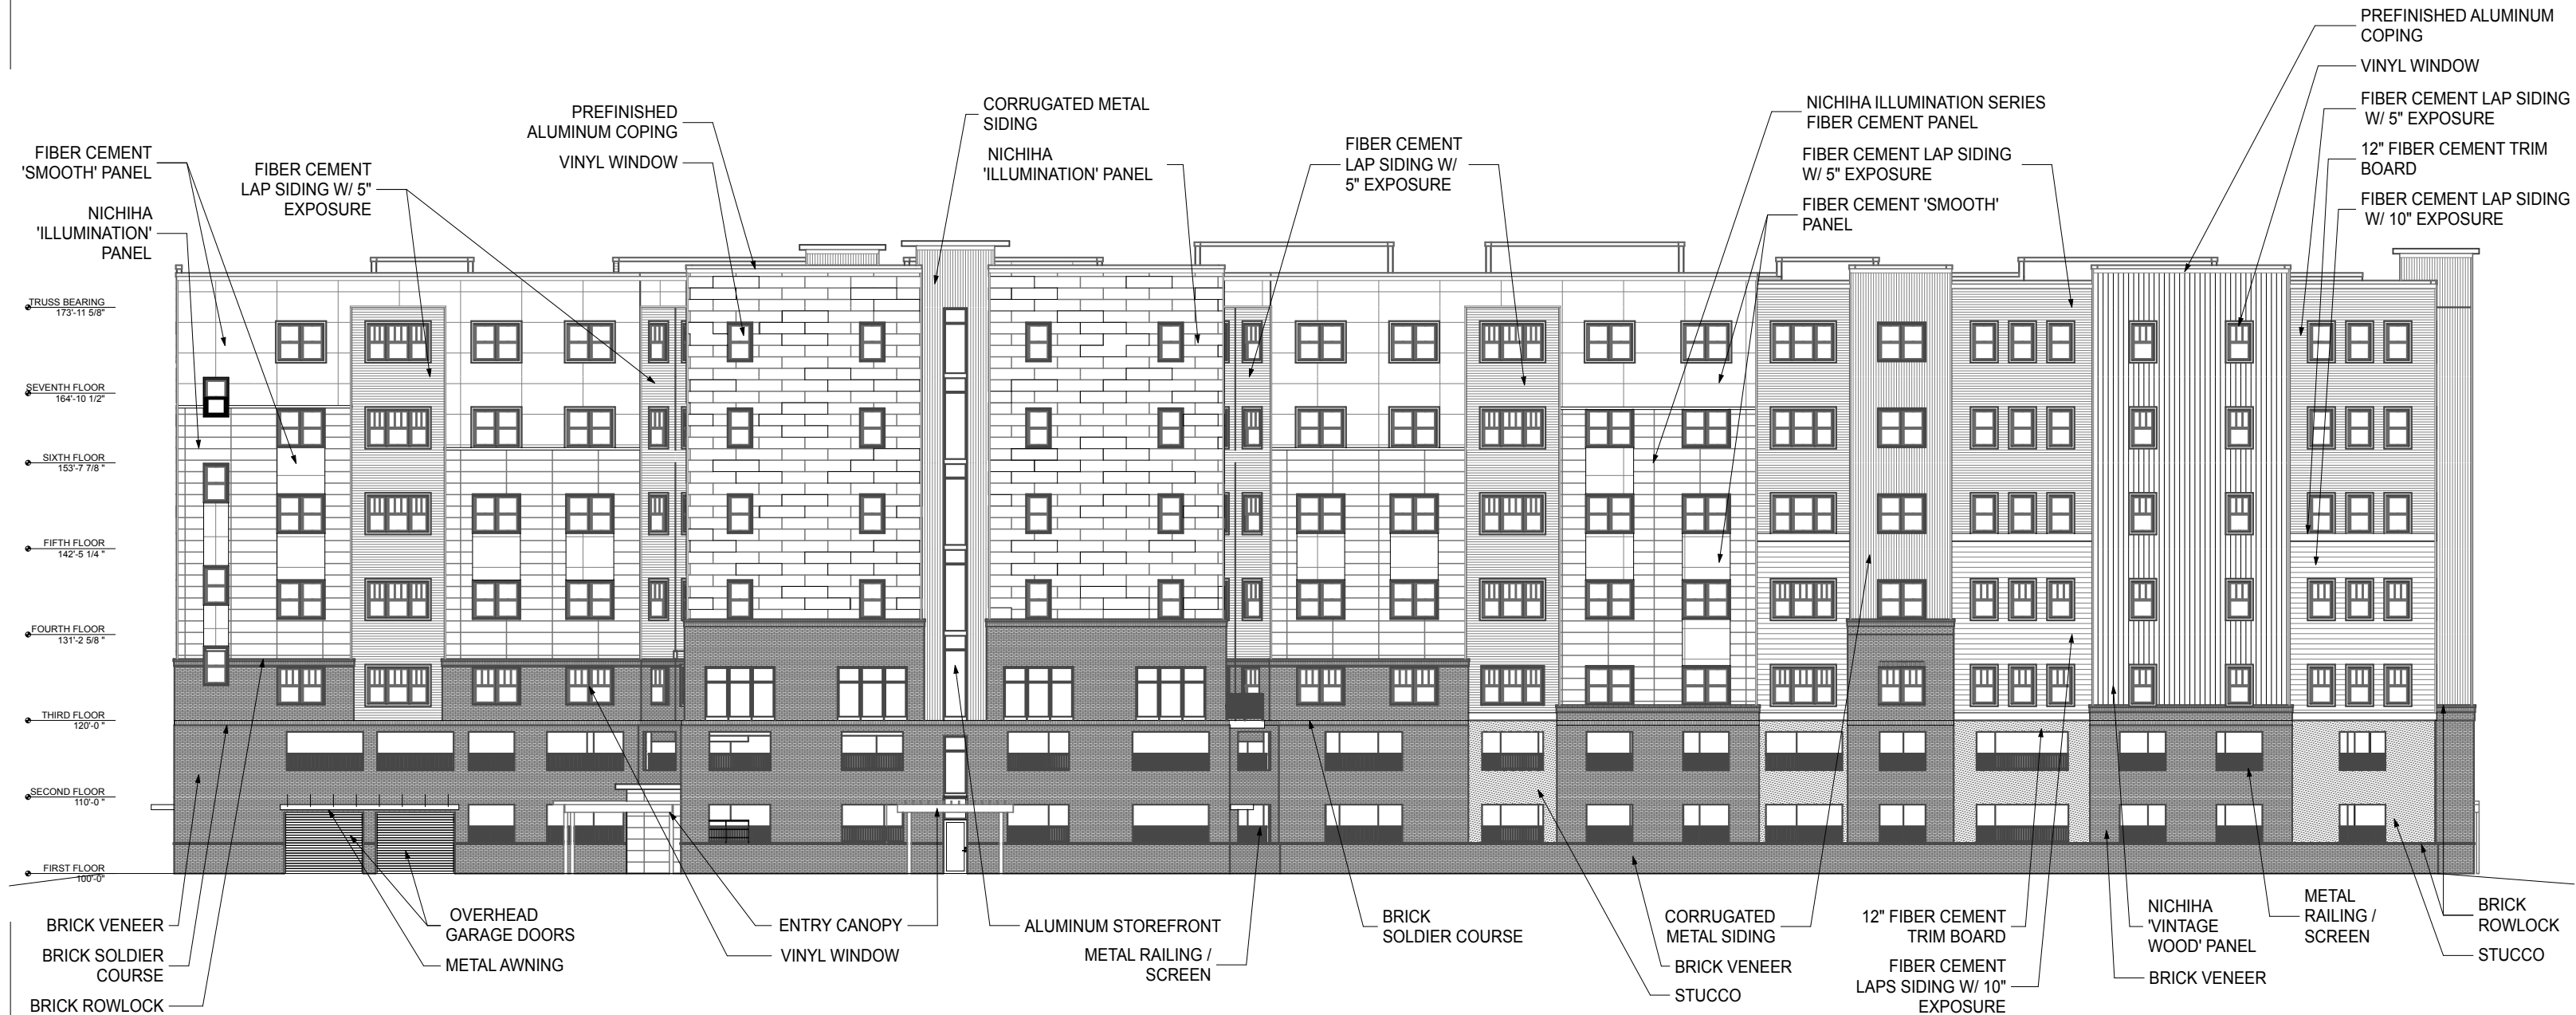 PREFINISHED ALUMINUM
COPING
VINYL WINDOW
FIBER CEMENT LAP SIDING
W/ 5" EXPOSURE
12" FIBER CEMENT TRIM
BOARD
FIBER CEMENT LAP SIDING
W/ 10" EXPOSURE
NICHIHA ILLUMINATION SERIES
FIBER CEMENT PANEL
FIBER CEMENT LAP SIDING
W/ 5" EXPOSURE
FIBER CEMENT 'SMOOTH'
PANEL
FIBER CEMENT
LAP SIDING W/
5" EXPOSURE
CORRUGATED METAL
SIDING
NICHIHA
'ILLUMINATION' PANEL
PREFINISHED
ALUMINUM COPING
VINYL WINDOW
FIBER CEMENT
LAP SIDING W/ 5"
EXPOSURE
FIBER CEMENT
'SMOOTH' PANEL
NICHIHA
'ILLUMINATION'
PANEL
TRUSS BEARING
173'-11 5/8"
SEVENTH FLOOR
164'-10 1/2"
SIXTH FLOOR
153'-7 7/8 "
FIFTH FLOOR
142'-5 1/4 "
FOURTH FLOOR
131'-2 5/8 "
THIRD FLOOR
120'-0 "
SECOND FLOOR
110'-0 "
FIRST FLOOR
100'-0"
BRICK VENEER
BRICK SOLDIER
COURSE
BRICK ROWLOCK
OVERHEAD
GARAGE DOORS
METAL AWNING
ENTRY CANOPY
VINYL WINDOW
ALUMINUM STOREFRONT
METAL RAILING /
SCREEN
BRICK
SOLDIER COURSE
CORRUGATED
METAL SIDING
BRICK VENEER
STUCCO
12" FIBER CEMENT
TRIM BOARD
FIBER CEMENT
LAPS SIDING W/ 10"
EXPOSURE
NICHIHA
'VINTAGE
WOOD' PANEL
BRICK VENEER
METAL
RAILING /
SCREEN
BRICK
ROWLOCK
STUCCO